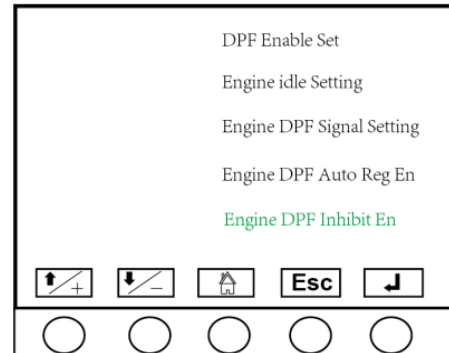 DPF Enable Set
Engine idle Setting
Engine DPF Signal Setting
Engine DPF Auto Reg En
Engine DPF Inhibit En
+ - Esc